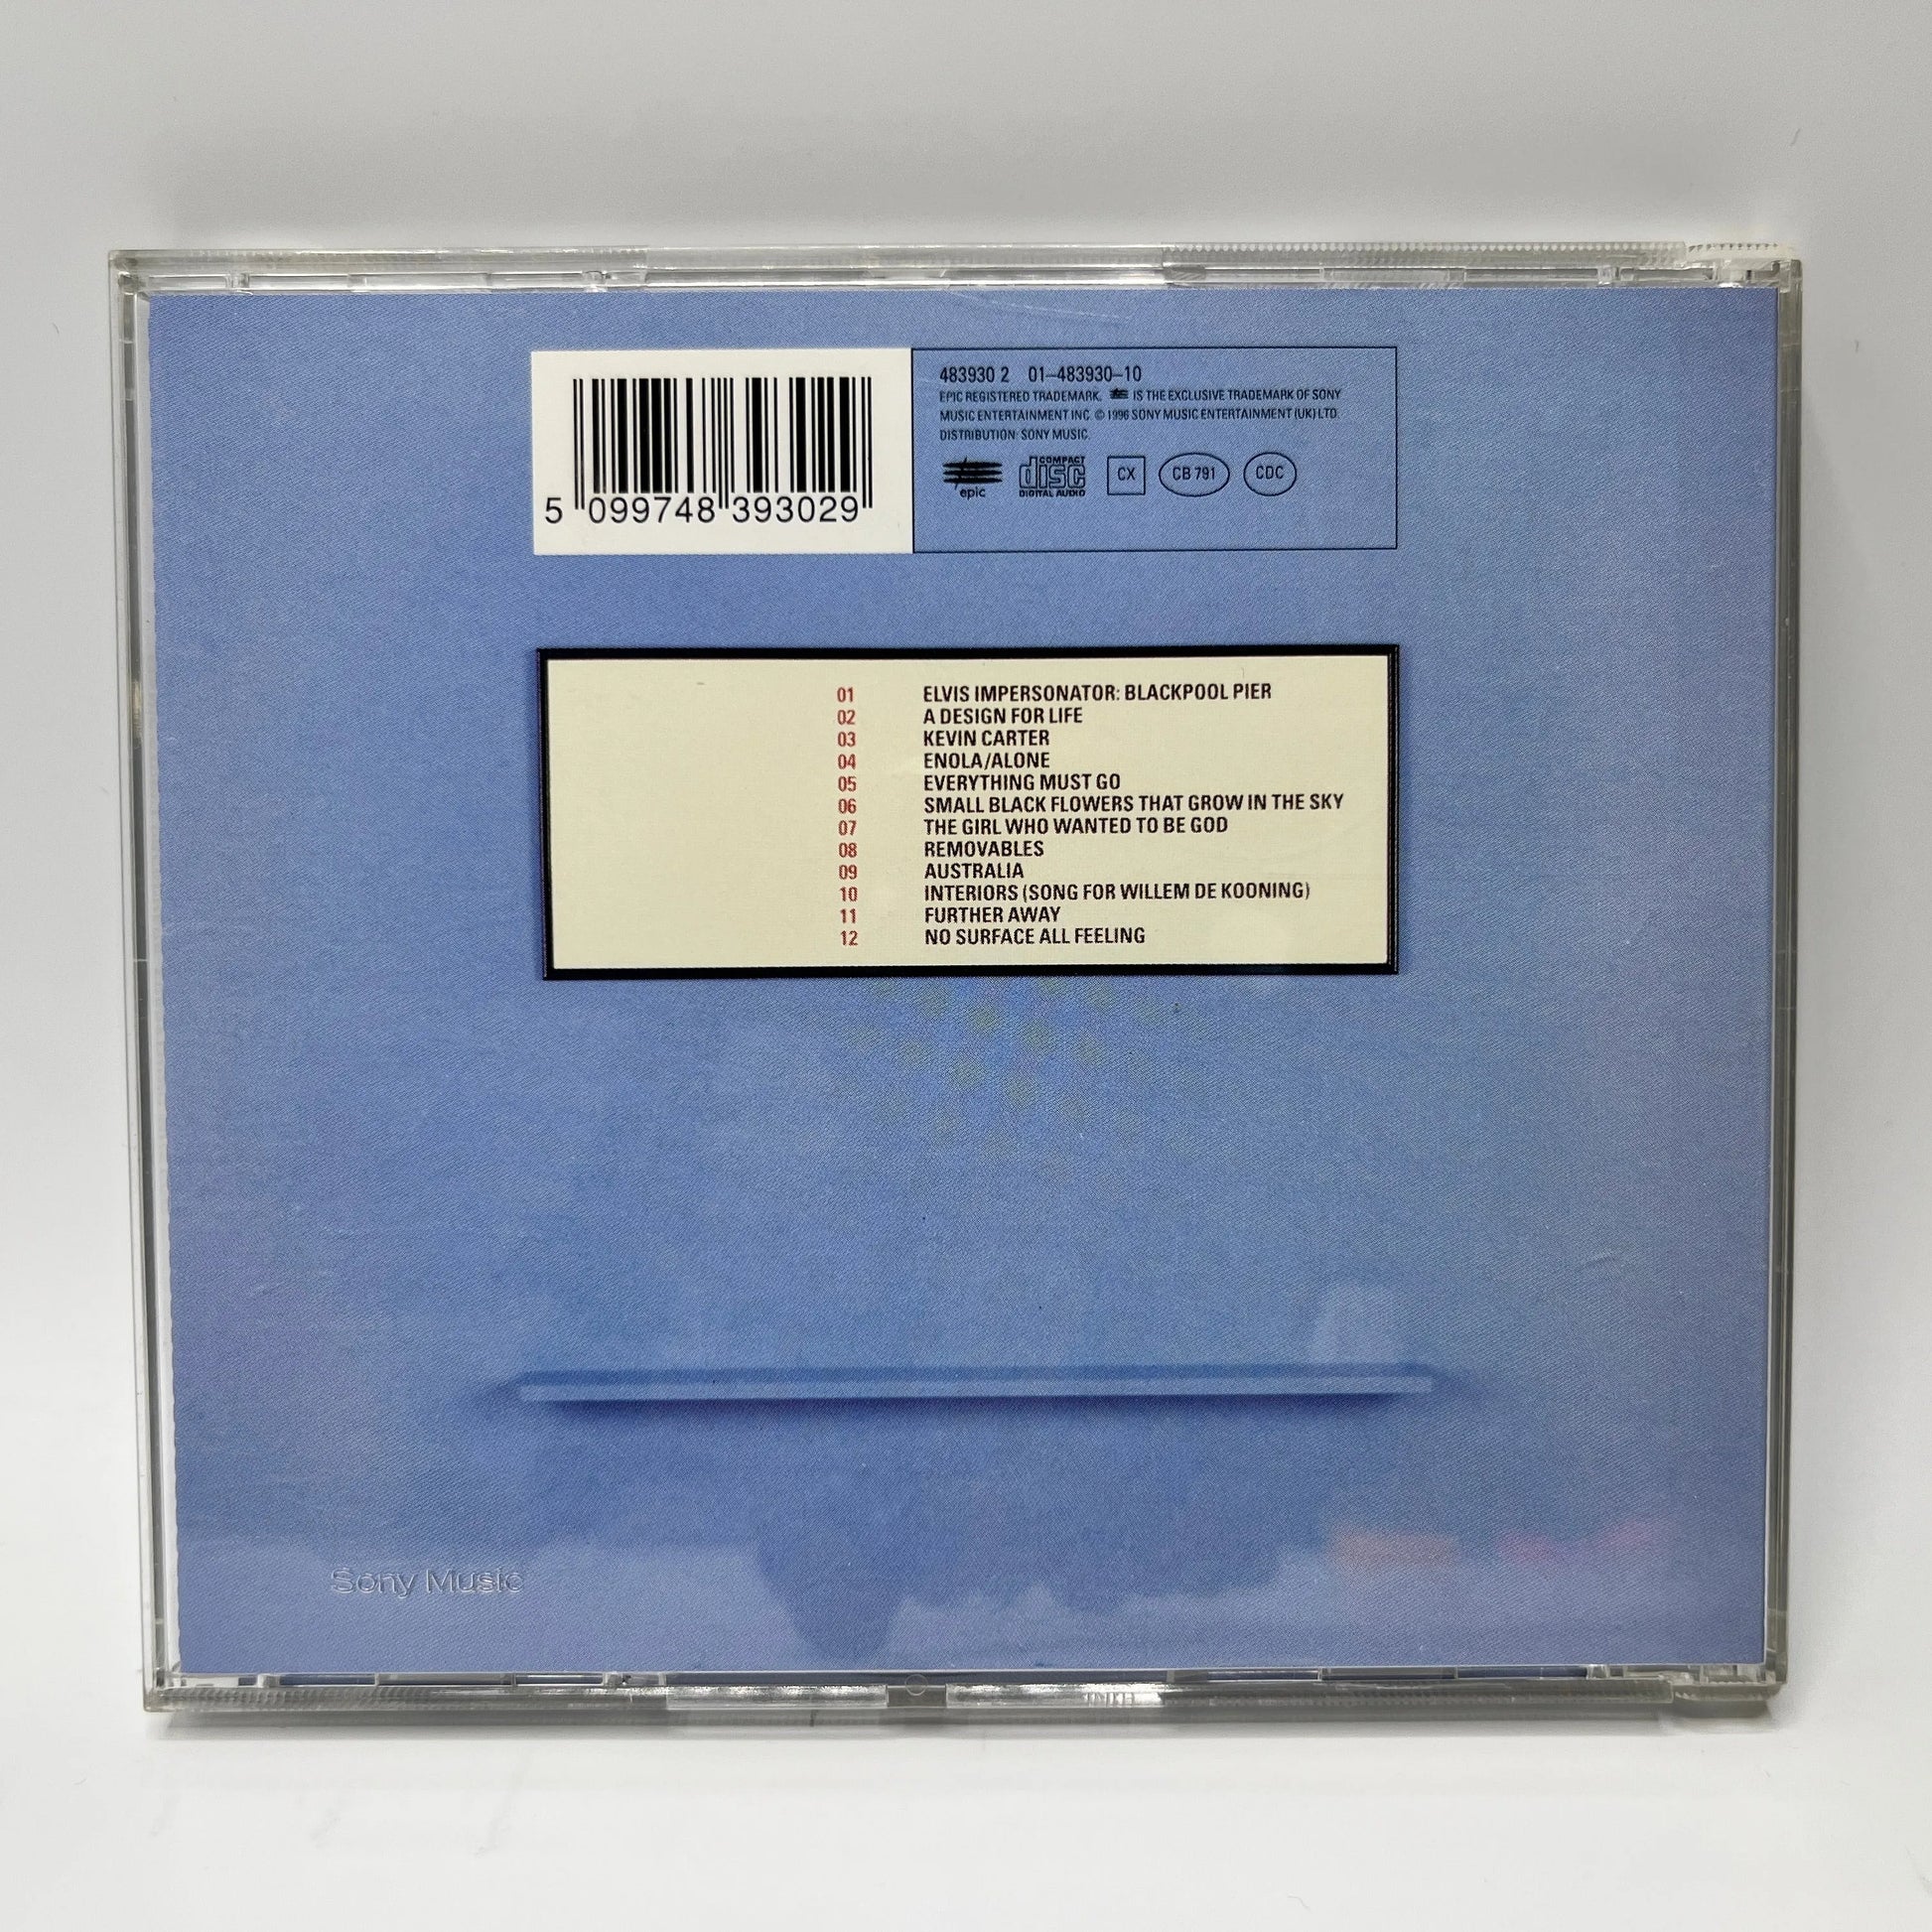 483930 2 01–483930–10
EPIC REGISTERED TRADEMARK. IS THE EXCLUSIVE TRADEMARK OF SONY
MUSIC ENTERTAINMENT INC. © 1996 SONY MUSIC ENTERTAINMENT (UK) LTD.
DISTRIBUTION: SONY MUSIC.
epic
COMPACT
disc
DIGITAL AUDIO
CX
CB 791
CDC
5 099748 393029
01 ELVIS IMPERSONATOR: BLACKPOOL PIER
02 A DESIGN FOR LIFE
03 KEVIN CARTER
04 ENOLA/ALONE
05 EVERYTHING MUST GO
06 SMALL BLACK FLOWERS THAT GROW IN THE SKY
07 THE GIRL WHO WANTED TO BE GOD
08 REMOVABLES
09 AUSTRALIA
10 INTERIORS (SONG FOR WILLEM DE KOONING)
11 FURTHER AWAY
12 NO SURFACE ALL FEELING
Sony Music